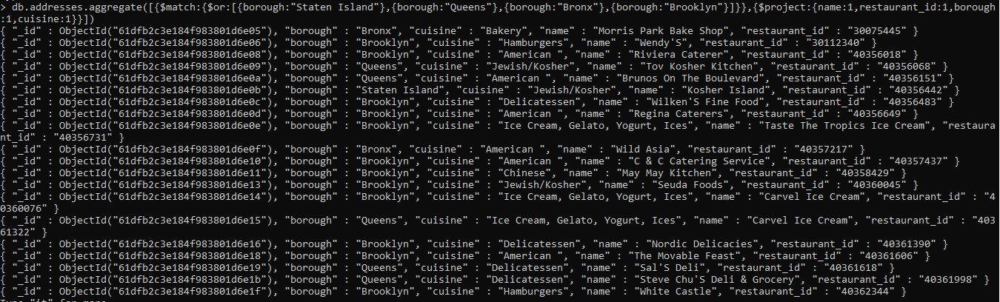 > db.addresses.aggregate([{$match:{$or:[{borough:"Staten Island"},{borough:"Queens"},{borough:"Bronx"},{borough:"Brooklyn"}]}},{$project:{name:1,restaurant_id:1,borough
:1,cuisine:1}}])
{ "_id" : ObjectId("61dfb2c3e184f983801d6e05"), "borough" : "Bronx", "cuisine" : "Bakery", "name" : "Morris Park Bake Shop", "restaurant_id" : "30075445" }
{ "_id" : ObjectId("61dfb2c3e184f983801d6e06"), "borough" : "Brooklyn", "cuisine" : "Hamburgers", "name" : "Wendy'S", "restaurant_id" : "30112340" }
{ "_id" : ObjectId("61dfb2c3e184f983801d6e08"), "borough" : "Brooklyn", "cuisine" : "American ", "name" : "Riviera Caterer", "restaurant_id" : "40356018" }
{ "_id" : ObjectId("61dfb2c3e184f983801d6e09"), "borough" : "Queens", "cuisine" : "Jewish/Kosher", "name" : "Tov Kosher Kitchen", "restaurant_id" : "40356068" }
{ "_id" : ObjectId("61dfb2c3e184f983801d6e0a"), "borough" : "Queens", "cuisine" : "American ", "name" : "Brunos On The Boulevard", "restaurant_id" : "40356151" }
{ "_id" : ObjectId("61dfb2c3e184f983801d6e0b"), "borough" : "Staten Island", "cuisine" : "Jewish/Kosher", "name" : "Kosher Island", "restaurant_id" : "40356442" }
{ "_id" : ObjectId("61dfb2c3e184f983801d6e0c"), "borough" : "Brooklyn", "cuisine" : "Delicatessen", "name" : "Wilken'S Fine Food", "restaurant_id" : "40356483" }
{ "_id" : ObjectId("61dfb2c3e184f983801d6e0d"), "borough" : "Brooklyn", "cuisine" : "American ", "name" : "Regina Caterers", "restaurant_id" : "40356649" }
{ "_id" : ObjectId("61dfb2c3e184f983801d6e0e"), "borough" : "Brooklyn", "cuisine" : "Ice Cream, Gelato, Yogurt, Ices", "name" : "Taste The Tropics Ice Cream", "restaura
nt_id" : "40356731" }
{ "_id" : ObjectId("61dfb2c3e184f983801d6e0f"), "borough" : "Bronx", "cuisine" : "American ", "name" : "Wild Asia", "restaurant_id" : "40357217" }
{ "_id" : ObjectId("61dfb2c3e184f983801d6e10"), "borough" : "Brooklyn", "cuisine" : "American ", "name" : "C & C Catering Service", "restaurant_id" : "40357437" }
{ "_id" : ObjectId("61dfb2c3e184f983801d6e11"), "borough" : "Brooklyn", "cuisine" : "Chinese", "name" : "May May Kitchen", "restaurant_id" : "40358429" }
{ "_id" : ObjectId("61dfb2c3e184f983801d6e13"), "borough" : "Brooklyn", "cuisine" : "Jewish/Kosher", "name" : "Seuda Foods", "restaurant_id" : "40360045" }
{ "_id" : ObjectId("61dfb2c3e184f983801d6e14"), "borough" : "Brooklyn", "cuisine" : "Ice Cream, Gelato, Yogurt, Ices", "name" : "Carvel Ice Cream", "restaurant_id" : "4
0360076" }
{ "_id" : ObjectId("61dfb2c3e184f983801d6e15"), "borough" : "Queens", "cuisine" : "Ice Cream, Gelato, Yogurt, Ices", "name" : "Carvel Ice Cream", "restaurant_id" : "403
61322" }
{ "_id" : ObjectId("61dfb2c3e184f983801d6e16"), "borough" : "Brooklyn", "cuisine" : "Delicatessen", "name" : "Nordic Delicacies", "restaurant_id" : "40361390" }
{ "_id" : ObjectId("61dfb2c3e184f983801d6e18"), "borough" : "Brooklyn", "cuisine" : "American ", "name" : "The Movable Feast", "restaurant_id" : "40361606" }
{ "_id" : ObjectId("61dfb2c3e184f983801d6e19"), "borough" : "Queens", "cuisine" : "Delicatessen", "name" : "Sal'S Deli", "restaurant_id" : "40361618" }
{ "_id" : ObjectId("61dfb2c3e184f983801d6e1b"), "borough" : "Queens", "cuisine" : "Delicatessen", "name" : "Steve Chu'S Deli & Grocery", "restaurant_id" : "40361998" }
{ "_id" : ObjectId("61dfb2c3e184f983801d6e1f"), "borough" : "Brooklyn", "cuisine" : "Hamburgers", "name" : "White Castle", "restaurant_id" : "40362344" }